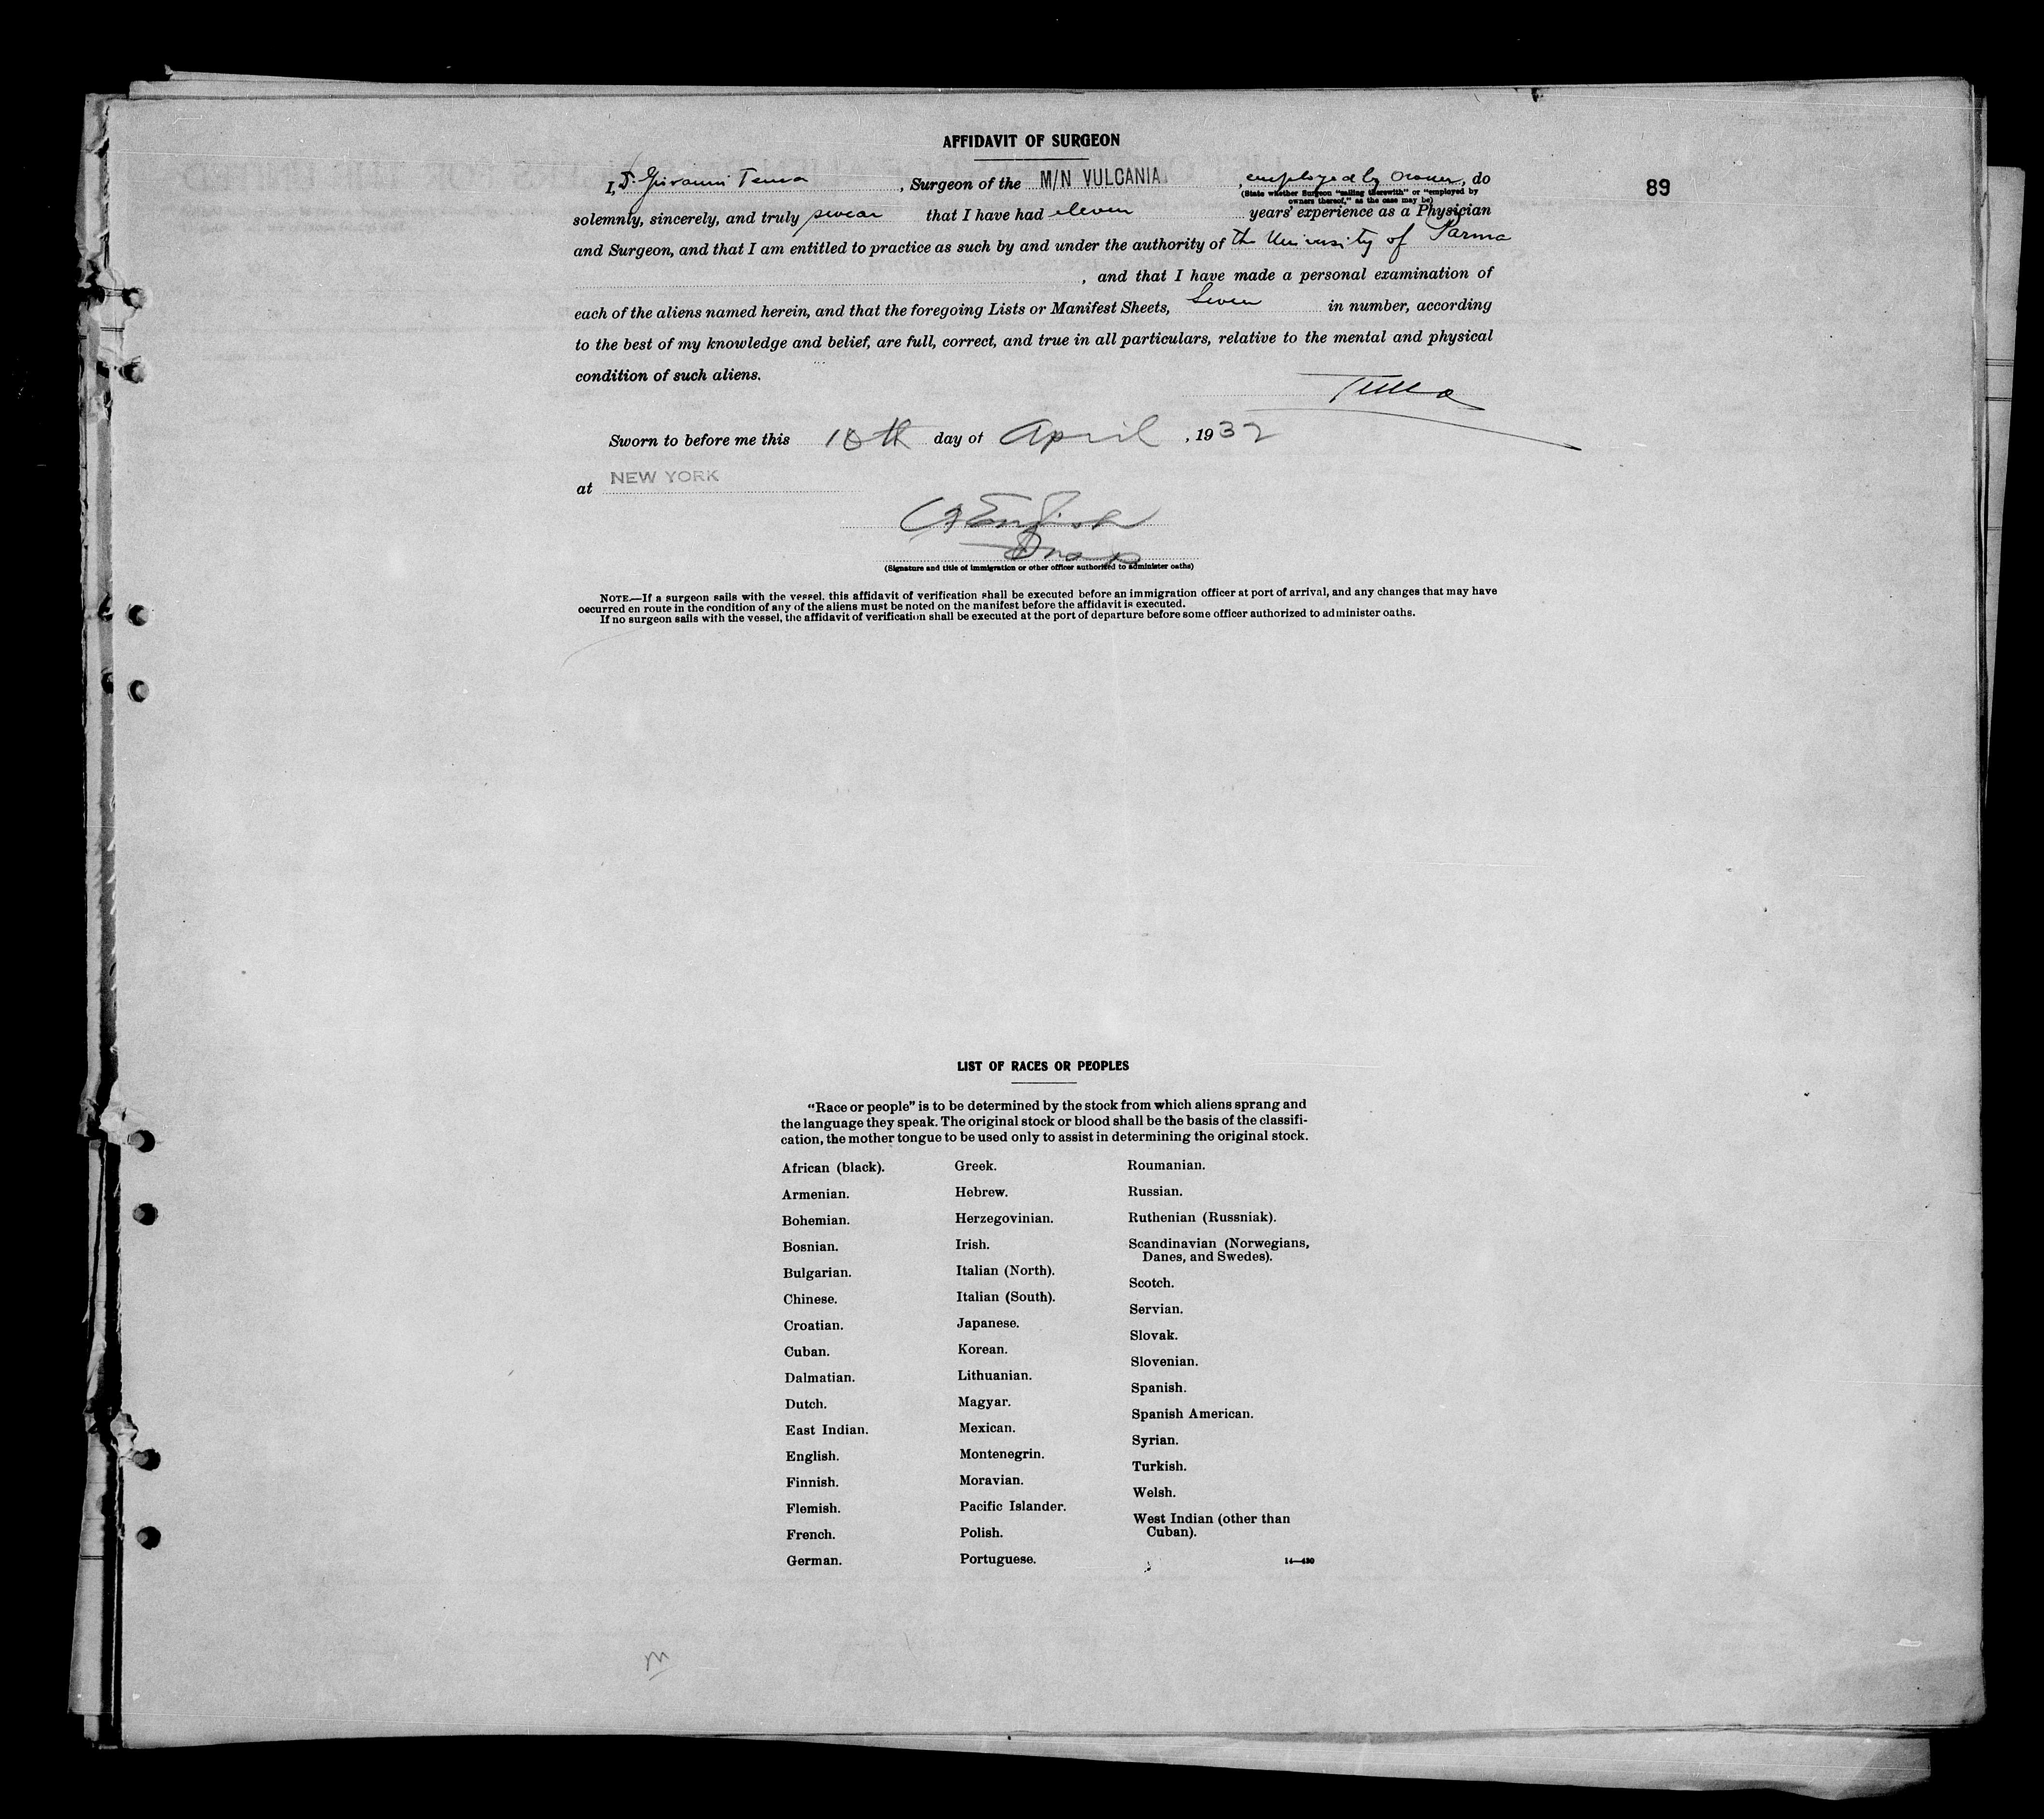 AFFIDAVIT OF SURGEON
89
I, Dr. Giovanni Tema, Surgeon of the M/N VULCANIA, employed by owner, do
(State whether Surgeon "sailing therewith" or "employed by
owners thereof," as the case may be)
solemnly, sincerely, and truly swear that I have had eleven years' experience as a Physician
and Surgeon, and that I am entitled to practice as such by and under the authority of the University of Parma
, and that I have made a personal examination of
each of the aliens named herein, and that the foregoing Lists or Manifest Sheets, Seven in number, according
to the best of my knowledge and belief, are full, correct, and true in all particulars, relative to the mental and physical
condition of such aliens.
Sworn to before me this 10th day of April, 1932
at NEW YORK
English
(Signature and title of immigration or other officer authorized to administer oaths)
NOTE.—If a surgeon sails with the vessel, this affidavit of verification shall be executed before an immigration officer at port of arrival, and any changes that may have
occurred en route in the condition of any of the aliens must be noted on the manifest before the affidavit is executed.
If no surgeon sails with the vessel, the affidavit of verification shall be executed at the port of departure before some officer authorized to administer oaths.
LIST OF RACES OR PEOPLES
"Race or people" is to be determined by the stock from which aliens sprang and
the language they speak. The original stock or blood shall be the basis of the classifi-
cation, the mother tongue to be used only to assist in determining the original stock.
African (black).
Armenian.
Bohemian.
Bosnian.
Bulgarian.
Chinese.
Croatian.
Cuban.
Dalmatian.
Dutch.
East Indian.
English.
Finnish.
Flemish.
French.
German.
Greek.
Hebrew.
Herzegovinian.
Irish.
Italian (North).
Italian (South).
Japanese.
Korean.
Lithuanian.
Magyar.
Mexican.
Montenegrin.
Moravian.
Pacific Islander.
Polish.
Portuguese.
Roumanian.
Russian.
Ruthenian (Russniak).
Scandinavian (Norwegians,
Danes, and Swedes).
Scotch.
Servian.
Slovak.
Slovenian.
Spanish.
Spanish American.
Syrian.
Turkish.
Welsh.
West Indian (other than
Cuban).
14—430
m